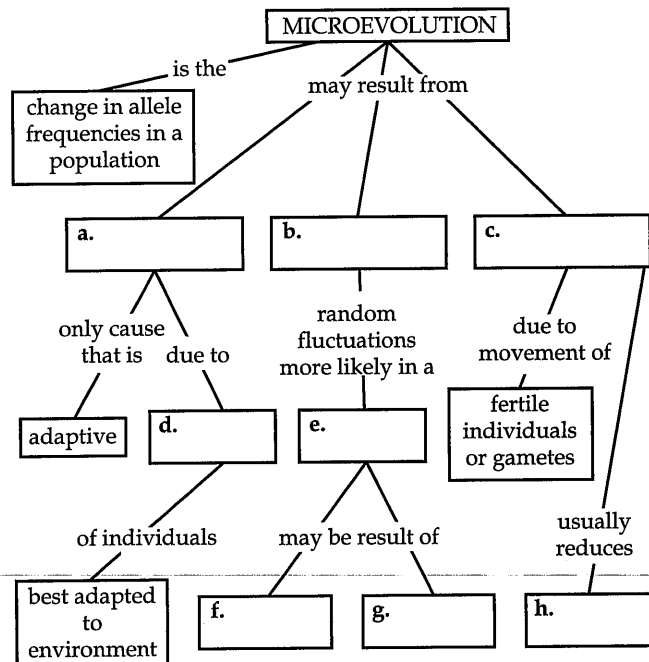 MICROEVOLUTION
is the
may result from
change in allele
frequencies in a
population
a.
b.
c.
only cause
that is
due to
random
fluctuations
more likely in a
due to
movement of
adaptive
d.
e.
fertile
individuals
or gametes
of individuals
may be result of
usually
reduces
best adapted
to
environment
f.
g.
h.